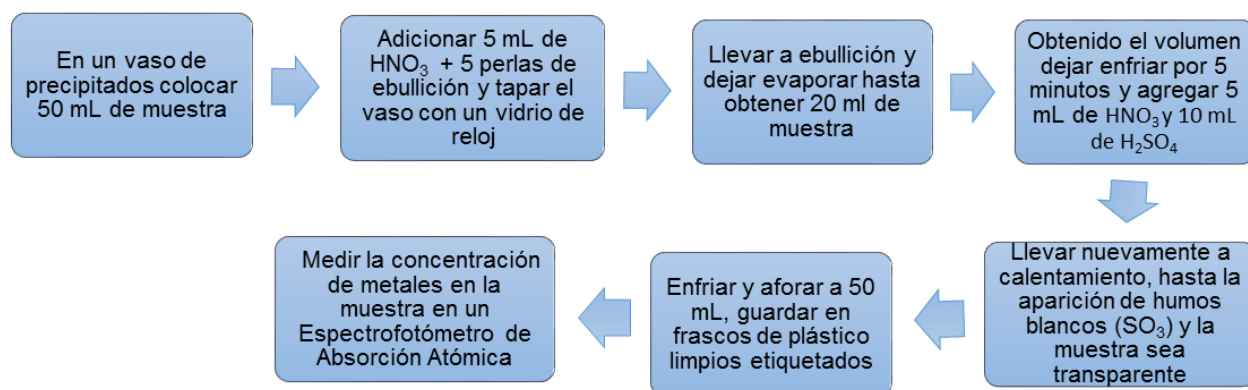 En un vaso de
precipitados colocar
50 mL de muestra
Adicionar 5 mL de
HNO₃ + 5 perlas de
ebullición y tapar el
vaso con un vidrio de
reloj
Llevar a ebullición y
dejar evaporar hasta
obtener 20 ml de
muestra
Obtenido el volumen
dejar enfriar por 5
minutos y agregar 5
mL de HNO₃ y 10 mL
de H₂SO₄
Llevar nuevamente a
calentamiento, hasta
la aparición de humos
blancos (SO₃) y la
muestra sea
transparente
Enfriar y aforar a 50
mL, guardar en
frascos de plástico
limpios etiquetados
Medir la concentración
de metales en la
muestra en un
Espectrofotómetro de
Absorción Atómica